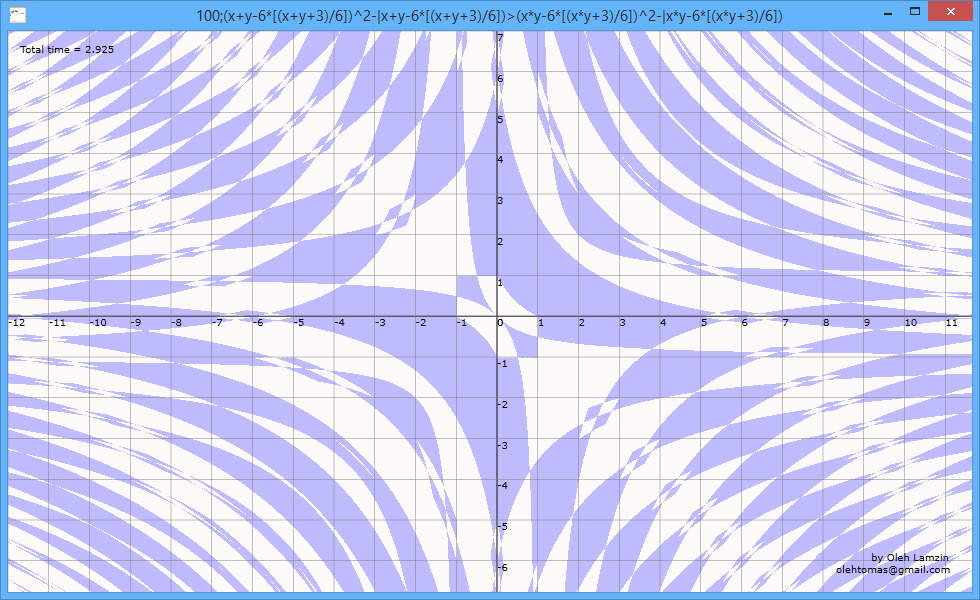 100;(x+y-6*[(x+y+3)/6])^2-|x+y-6*[(x+y+3)/6])>(x*y-6*[(x*y+3)/6])^2-|x*y-6*[(x*y+3)/6])
Total time = 2.925
7
6
5
4
3
2
1
-12 -11 -10 -9 -8 -7 -6 -5 -4 -3 -2 -1 0 1 2 3 4 5 6 7 8 9 10 11
-1
-2
-3
-4
-5
-6
by Oleh Lamzin
olehtomas@gmail.com